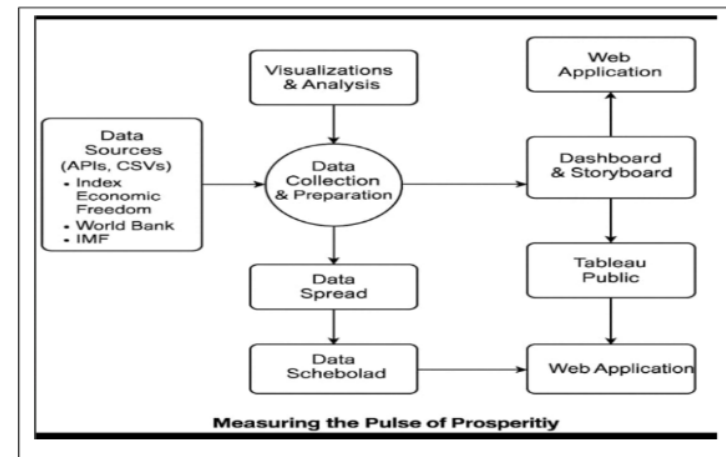 Visualizations
& Analysis
Web
Application
Data
Sources
(APIs, CSVs)
• Index
Economic
Freedom
• World Bank
• IMF
Data
Collection
& Preparation
Dashboard
& Storyboard
Data
Spread
Tableau
Public
Data
Schebolad
Web Application
Measuring the Pulse of Prosperitiy